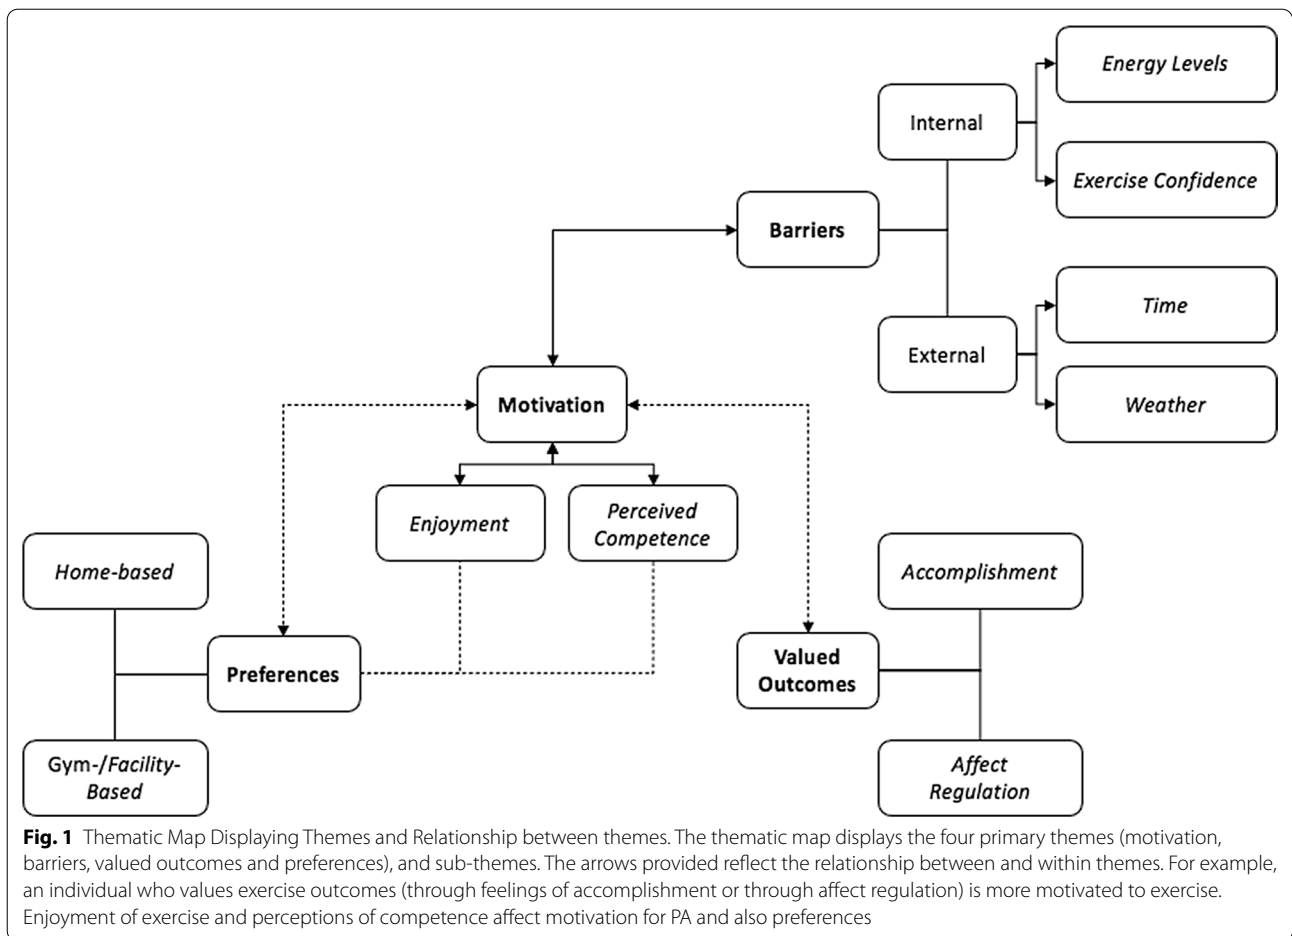 Energy Levels
Internal
Exercise Confidence
Barriers
Time
External
Weather
Motivation
Enjoyment
Perceived
Competence
Home-based
Accomplishment
Preferences
Valued
Outcomes
Gym-/Facility-
Based
Affect
Regulation
Fig. 1 Thematic Map Displaying Themes and Relationship between themes. The thematic map displays the four primary themes (motivation,
barriers, valued outcomes and preferences), and sub-themes. The arrows provided reflect the relationship between and within themes. For example,
an individual who values exercise outcomes (through feelings of accomplishment or through affect regulation) is more motivated to exercise.
Enjoyment of exercise and perceptions of competence affect motivation for PA and also preferences